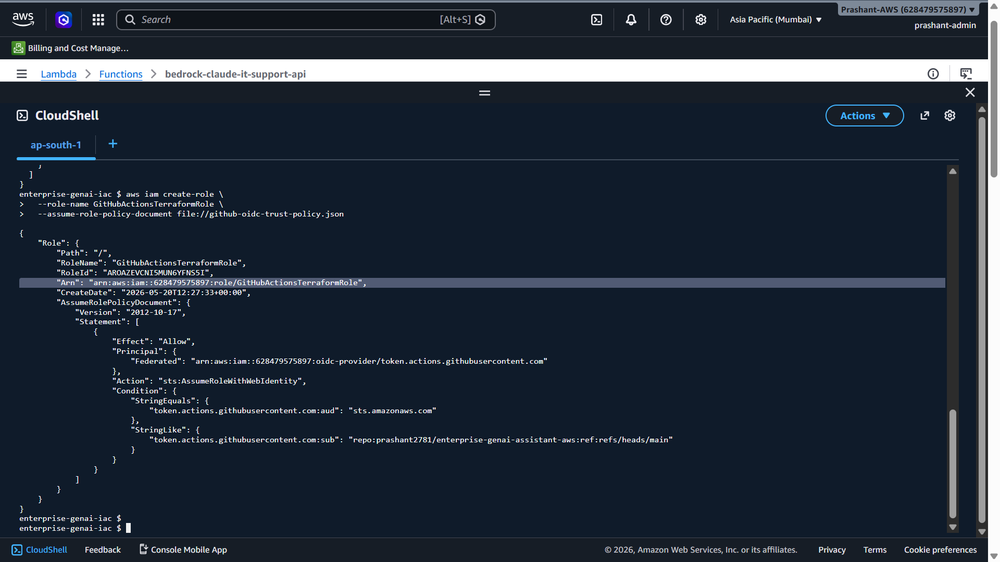 aws
Search
[Alt+S]
Asia Pacific (Mumbai) ▼
Prashant-AWS (628479575897) ▼
prashant-admin
Billing and Cost Manage...
Lambda > Functions > bedrock-claude-it-support-api
CloudShell
Actions ▼
ap-south-1
+
}
]
}
enterprise-genai-iac $ aws iam create-role \
>   --role-name GitHubActionsTerraformRole \
>   --assume-role-policy-document file://github-oidc-trust-policy.json
{
    "Role": {
        "Path": "/",
        "RoleName": "GitHubActionsTerraformRole",
        "RoleId": "AROAZEVCNI5MUN6YFNS5I",
        "Arn": "arn:aws:iam::628479575897:role/GitHubActionsTerraformRole",
        "CreateDate": "2026-05-20T12:27:33+00:00",
        "AssumeRolePolicyDocument": {
            "Version": "2012-10-17",
            "Statement": [
                {
                    "Effect": "Allow",
                    "Principal": {
                        "Federated": "arn:aws:iam::628479575897:oidc-provider/token.actions.githubusercontent.com"
                    },
                    "Action": "sts:AssumeRoleWithWebIdentity",
                    "Condition": {
                        "StringEquals": {
                            "token.actions.githubusercontent.com:aud": "sts.amazonaws.com"
                        },
                        "StringLike": {
                            "token.actions.githubusercontent.com:sub": "repo:prashant2781/enterprise-genai-assistant-aws:ref:refs/heads/main"
                        }
                    }
                }
            ]
        }
    }
}
enterprise-genai-iac $
enterprise-genai-iac $
CloudShell
Feedback
Console Mobile App
© 2026, Amazon Web Services, Inc. or its affiliates.
Privacy
Terms
Cookie preferences